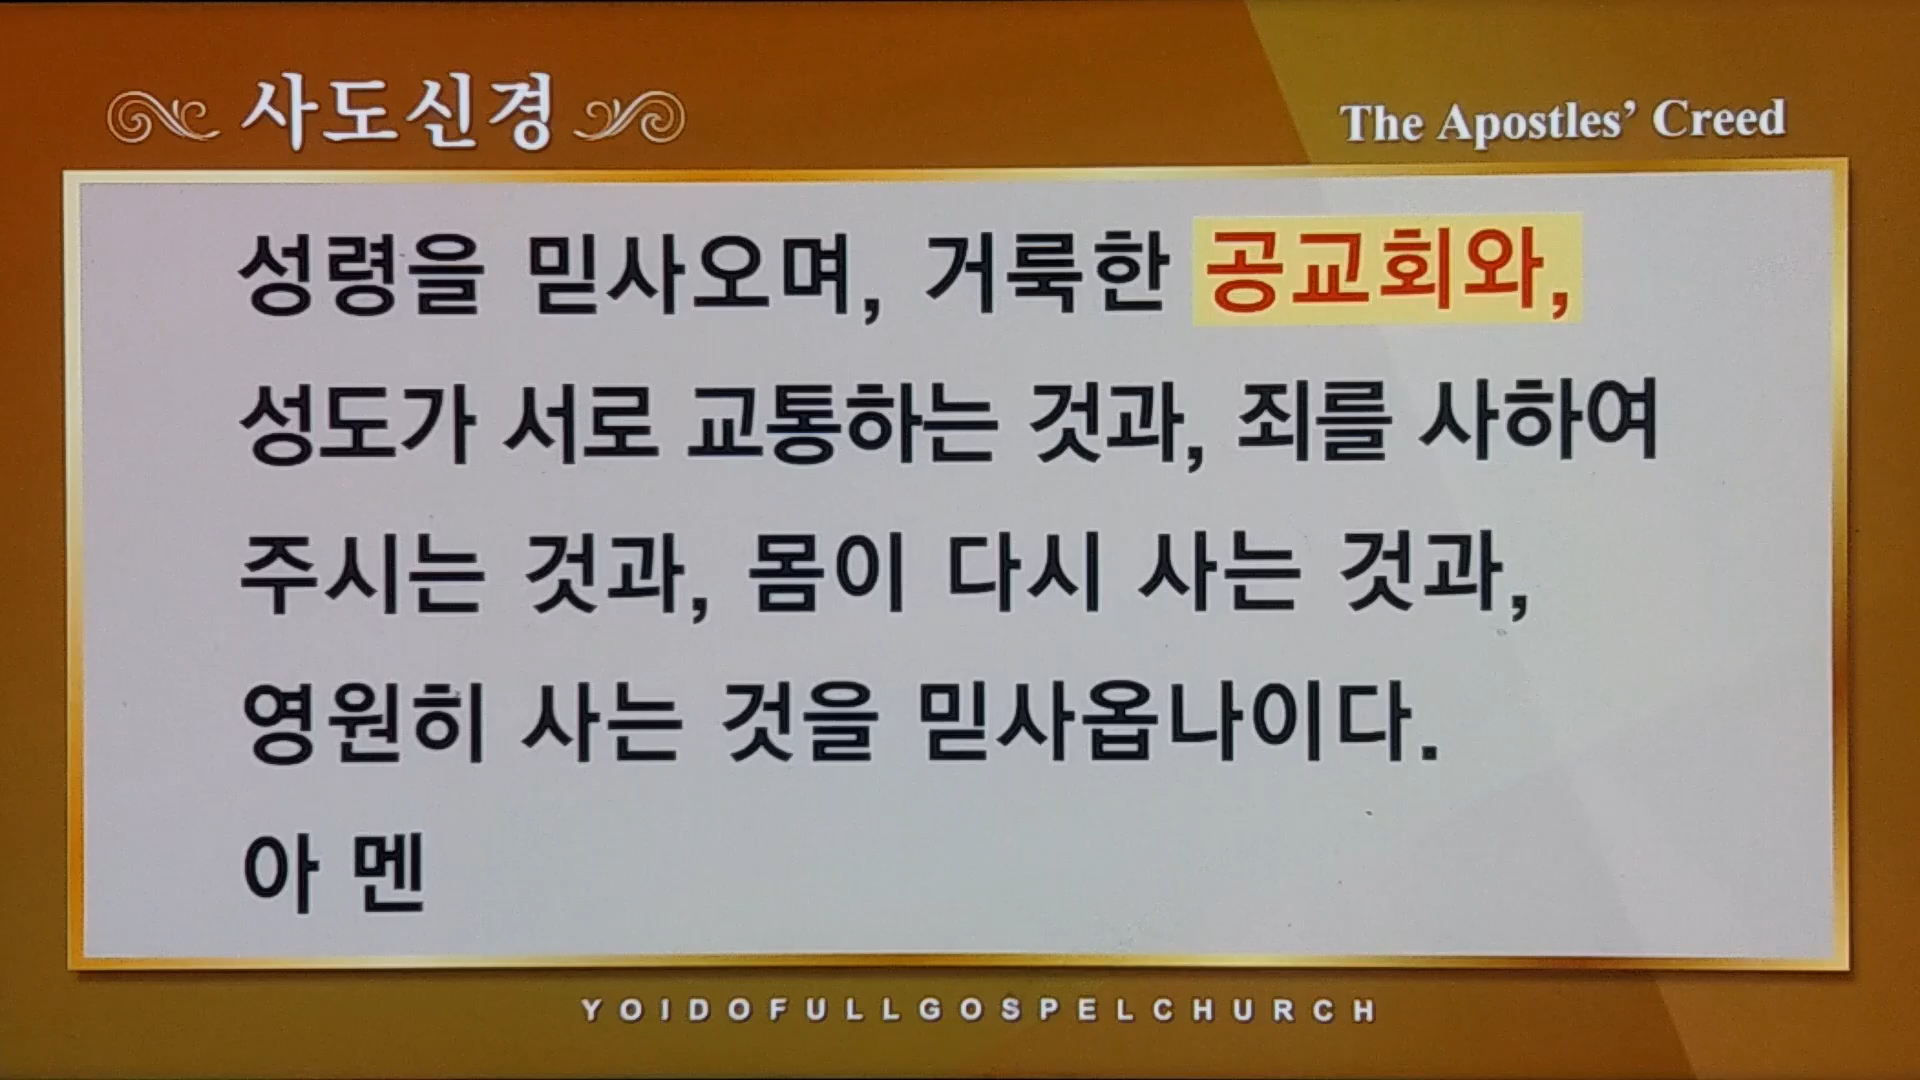 사도신경
The Apostles' Creed
성령을 믿사오며, 거룩한 공교회와,
성도가 서로 교통하는 것과, 죄를 사하여
주시는 것과, 몸이 다시 사는 것과,
영원히 사는 것을 믿사옵나이다.
아 멘
YOIDOFULLGOSPELCHURCH